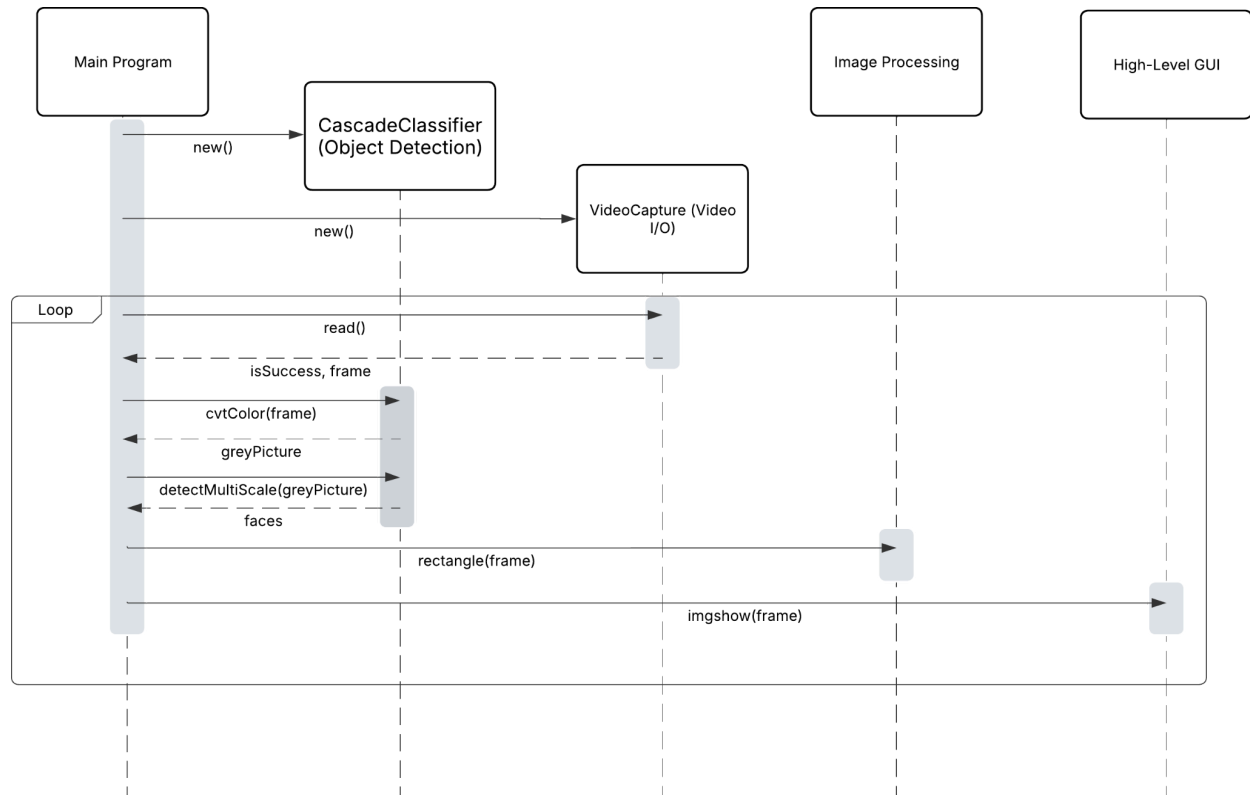 Main Program
Image Processing
High-Level GUI
CascadeClassifier
(Object Detection)
new()
VideoCapture (Video
I/O)
new()
Loop
read()
isSuccess, frame
cvtColor(frame)
greyPicture
detectMultiScale(greyPicture)
faces
rectangle(frame)
imgshow(frame)